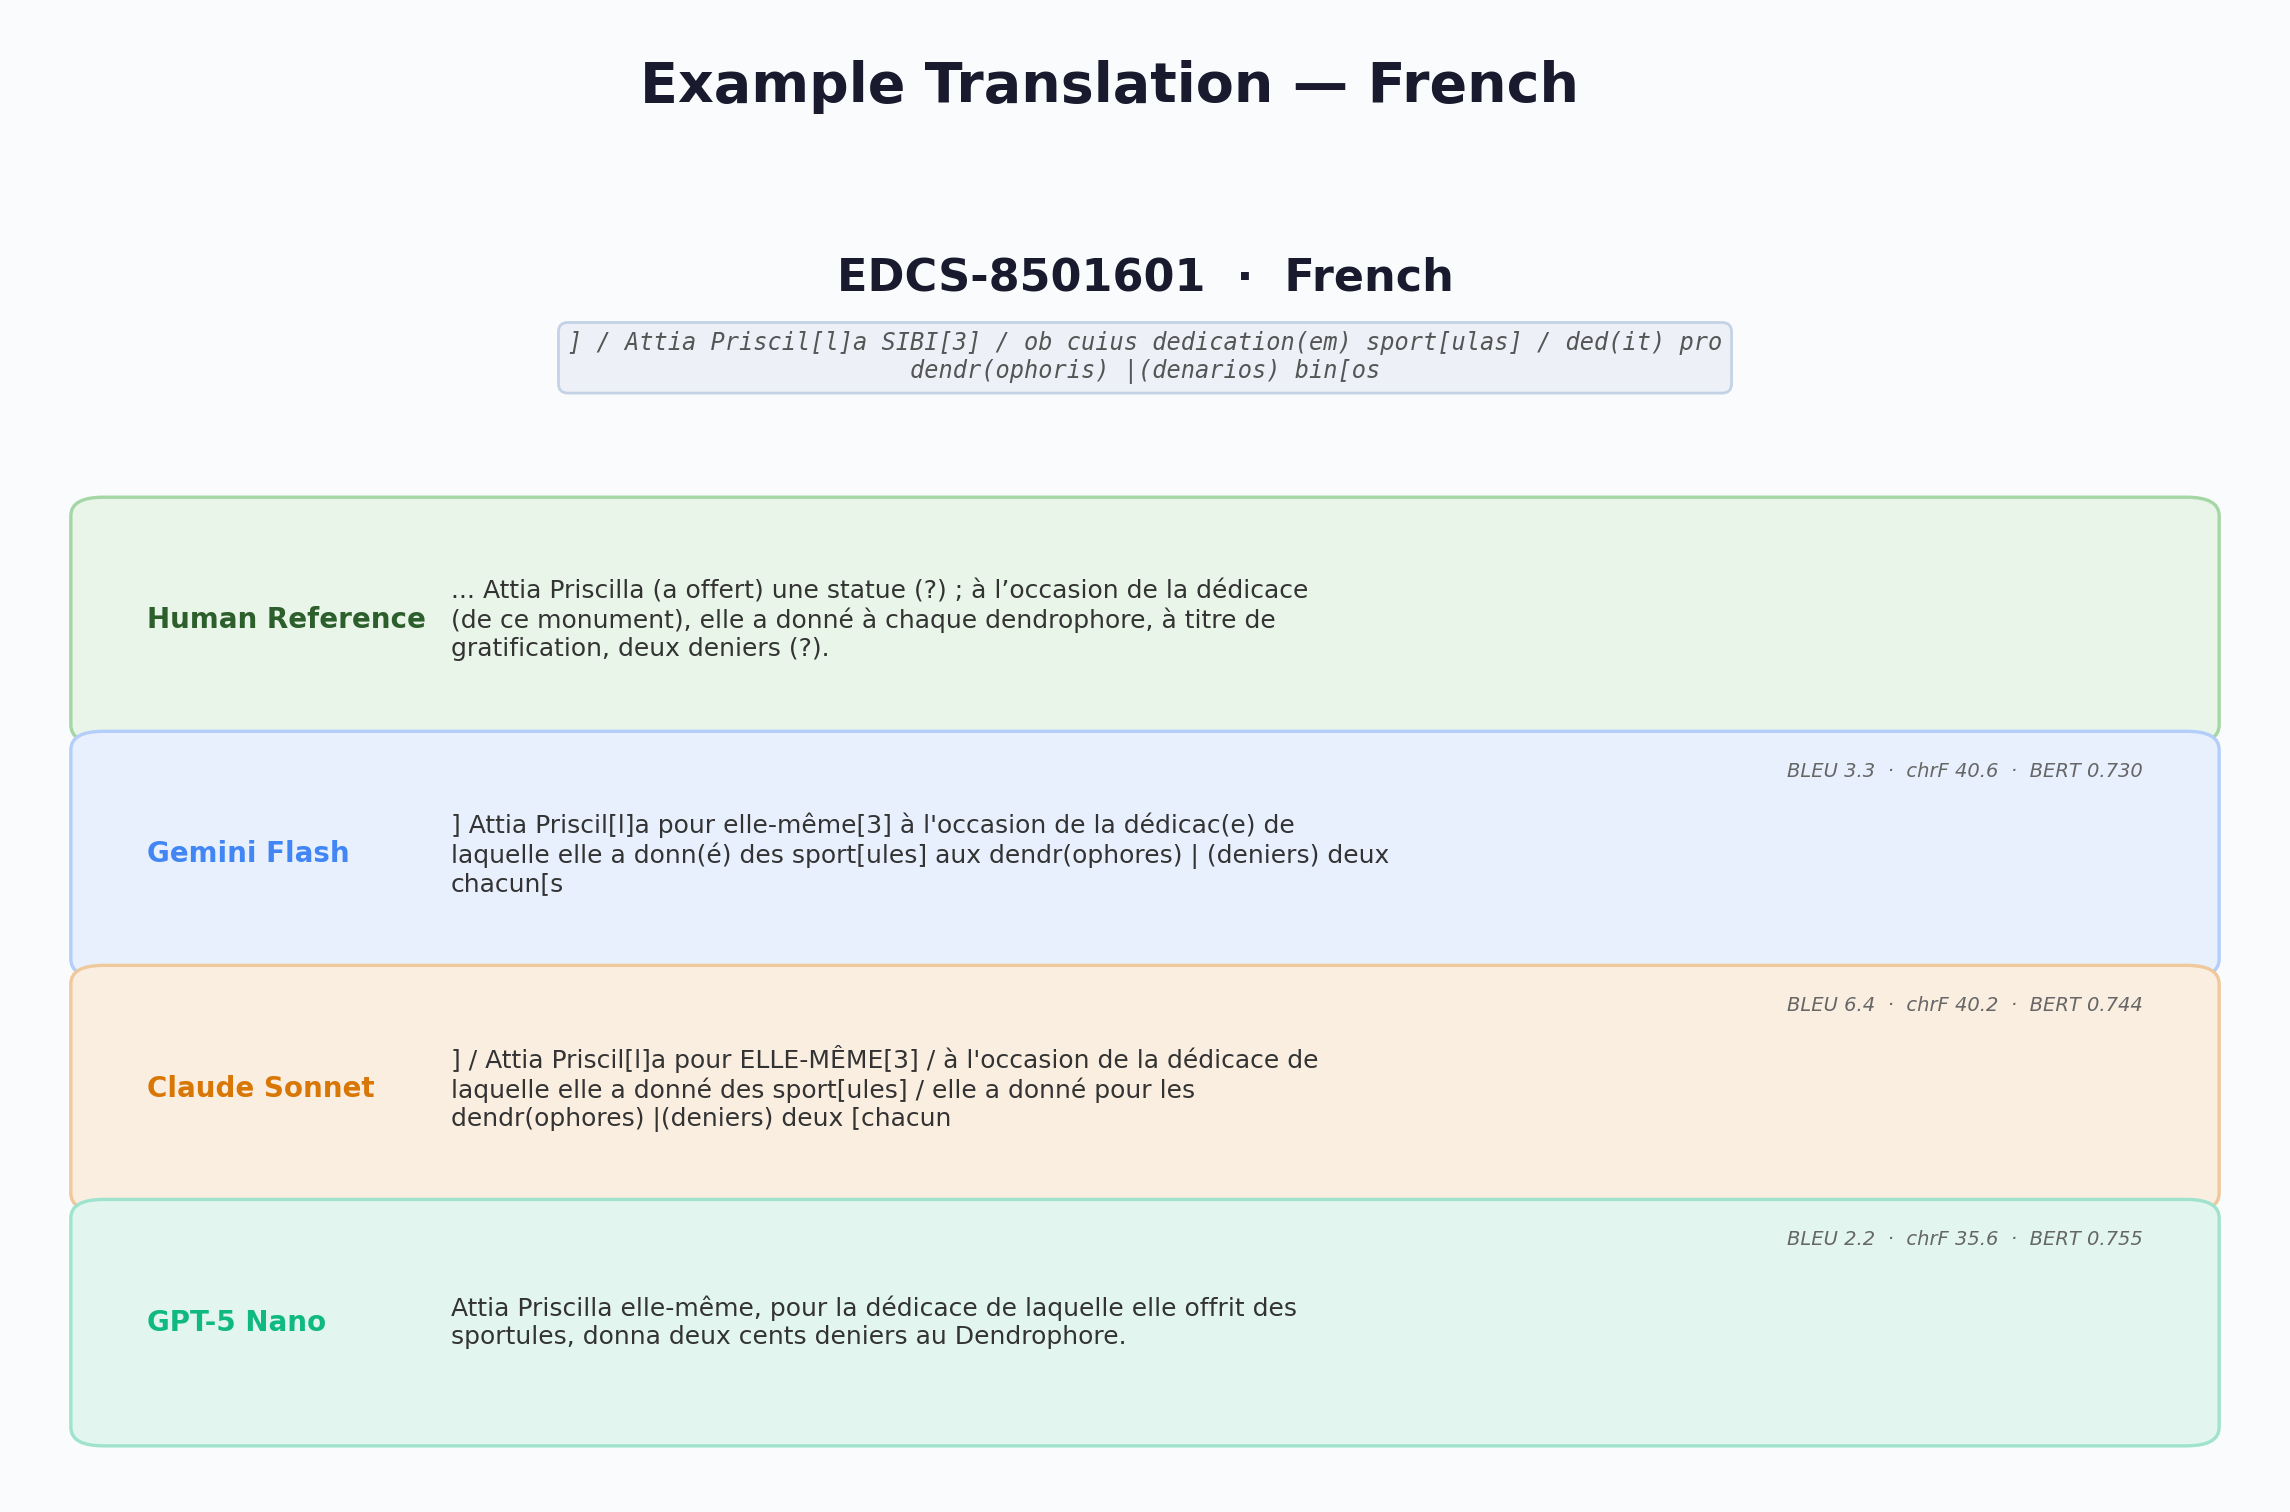 Example Translation — French
EDCS-8501601 · French
] / Attia Priscil[l]a SIBI[3] / ob cuius dedication(em) sport[ulas] / ded(it) pro
dendr(ophoris) |(denarios) bin[os
Human Reference
... Attia Priscilla (a offert) une statue (?) ; à l’occasion de la dédicace
(de ce monument), elle a donné à chaque dendrophore, à titre de
gratification, deux deniers (?).
BLEU 3.3 · chrF 40.6 · BERT 0.730
Gemini Flash
] Attia Priscil[l]a pour elle-même[3] à l'occasion de la dédicac(e) de
laquelle elle a donn(é) des sport[ules] aux dendr(ophores) | (deniers) deux
chacun[s
BLEU 6.4 · chrF 40.2 · BERT 0.744
Claude Sonnet
] / Attia Priscil[l]a pour ELLE-MÊME[3] / à l'occasion de la dédicace de
laquelle elle a donné des sport[ules] / elle a donné pour les
dendr(ophores) |(deniers) deux [chacun
BLEU 2.2 · chrF 35.6 · BERT 0.755
GPT-5 Nano
Attia Priscilla elle-même, pour la dédicace de laquelle elle offrit des
sportules, donna deux cents deniers au Dendrophore.